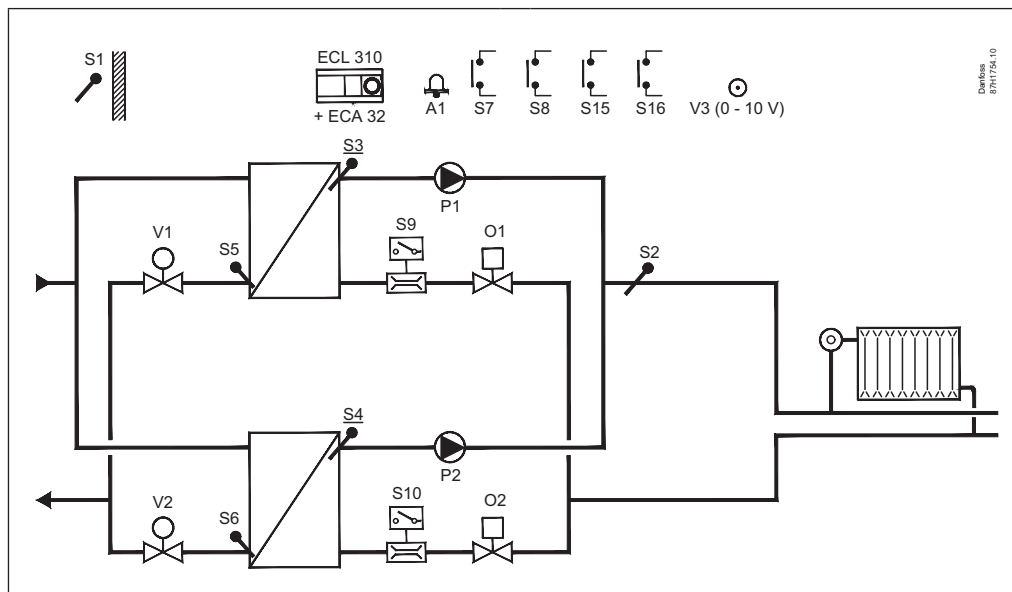 S1
ECL 310
+ ECA 32
A1
S7
S8
S15
S16
V3 (0 - 10 V)
Danfoss
87H1754.10
S3
P1
V1
S5
S9
O1
S2
S4
P2
V2
S6
S10
O2